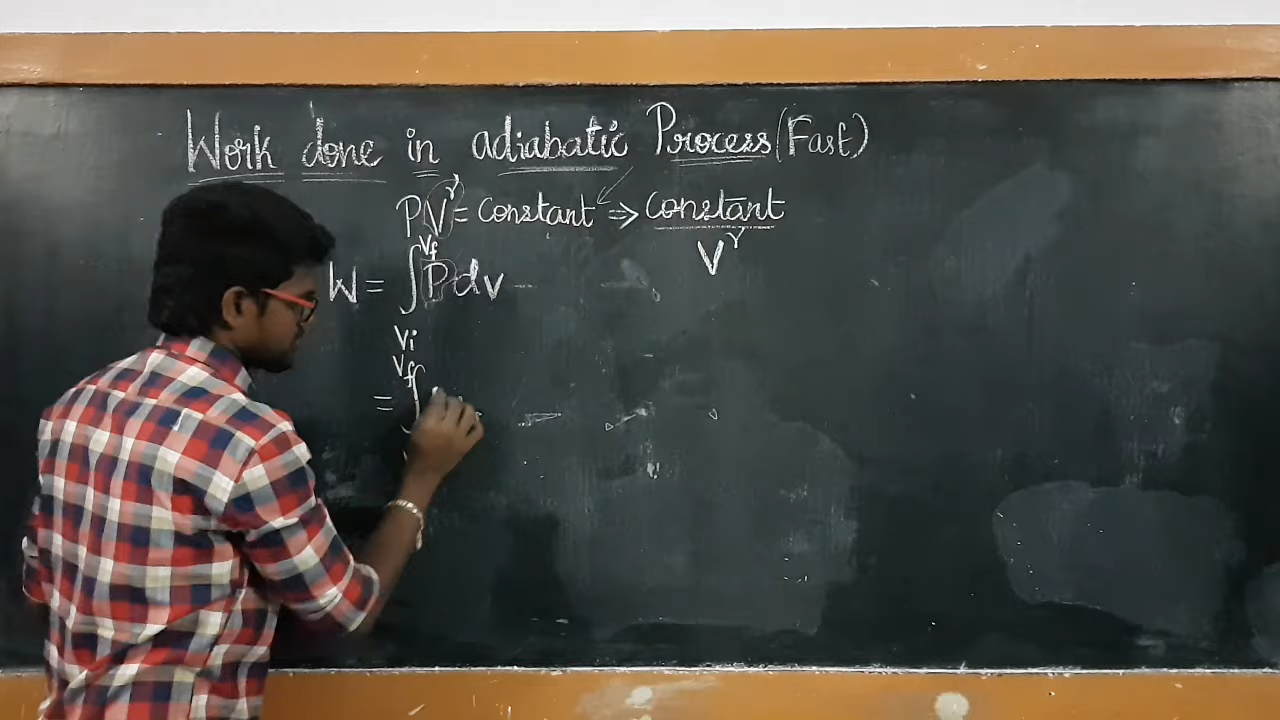 Work done in adiabatic Process (Fast)
PV^γ = Constant ⇒ Constant / V^γ
W = ∫ P dv
Vf
Vi
= ∫
Vf